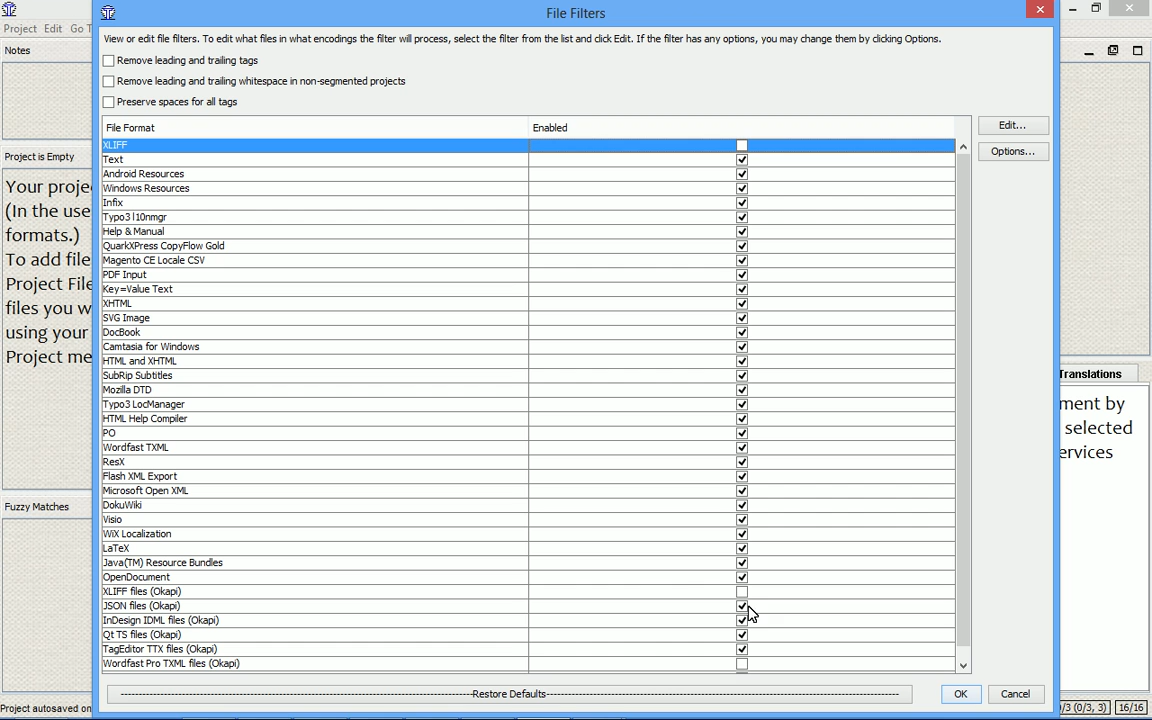 File Filters
Project Edit Go T
View or edit file filters. To edit what files in what encodings the filter will process, select the filter from the list and click Edit. If the filter has any options, you may change them by clicking Options.
Notes
Remove leading and trailing tags
Remove leading and trailing whitespace in non-segmented projects
Preserve spaces for all tags
File Format Enabled
Edit...
Options...
XLIFF
Text
Android Resources
Windows Resources
Infix
Typo3 l10nmgr
Help & Manual
QuarkXPress CopyFlow Gold
Magento CE Locale CSV
PDF Input
Key=Value Text
XHTML
SVG Image
DocBook
Camtasia for Windows
HTML and XHTML
SubRip Subtitles
Mozilla DTD
Typo3 LocManager
HTML Help Compiler
PO
Wordfast TXML
ResX
Flash XML Export
Microsoft Open XML
DokuWiki
Visio
WiX Localization
LaTeX
Java(TM) Resource Bundles
OpenDocument
XLIFF files (Okapi)
JSON files (Okapi)
InDesign IDML files (Okapi)
Qt TS files (Okapi)
TagEditor TTX files (Okapi)
Wordfast Pro TXML files (Okapi)
Restore Defaults
OK
Cancel
Project is Empty
Your proje
(In the use
formats.)
To add file
Project File
files you w
using your
Project me
Fuzzy Matches
Project autosaved on
Translations
ment by
selected
ervices
/3 (0/3, 3) 16/16